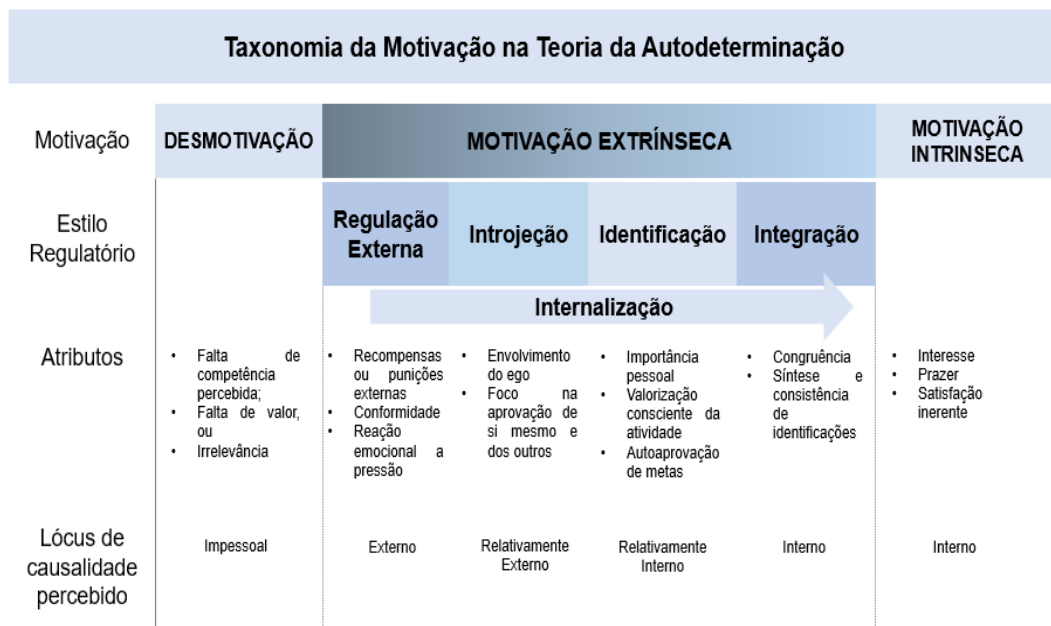 Taxonomia da Motivação na Teoria da Autodeterminação
Motivação
DESMOTIVAÇÃO
MOTIVAÇÃO EXTRÍNSECA
MOTIVAÇÃO
INTRINSECA
Estilo
Regulatório
Regulação
Externa
Introjeção
Identificação
Integração
Internalização
Atributos
• Falta de
competência
percebida;
• Falta de valor,
ou
• Irrelevância
• Recompensas
ou punições
externas
• Conformidade
• Reação
emocional a
pressão
• Envolvimento
do ego
• Foco na
aprovação de
si mesmo e
dos outros
• Importância
pessoal
• Valorização
consciente da
atividade
• Autoaprovação
de metas
• Congruência
• Síntese e
consistência
de
identificações
• Interesse
• Prazer
• Satisfação
inerente
Lócus de
causalidade
percebido
Impessoal
Externo
Relativamente
Externo
Relativamente
Interno
Interno
Interno